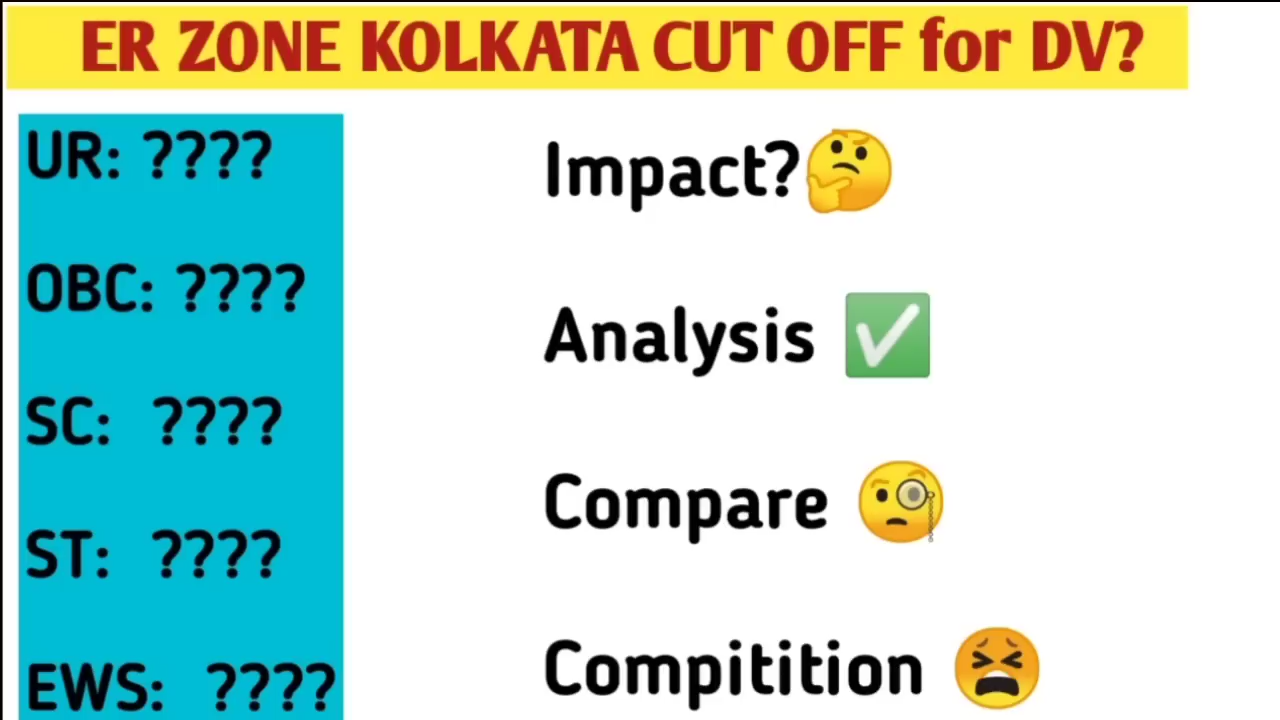 ER ZONE KOLKATA CUT OFF for DV?
UR: ????
OBC: ????
SC: ????
ST: ????
EWS: ????
Impact?🤔
Analysis ✅
Compare 🧐
Compitition 😫